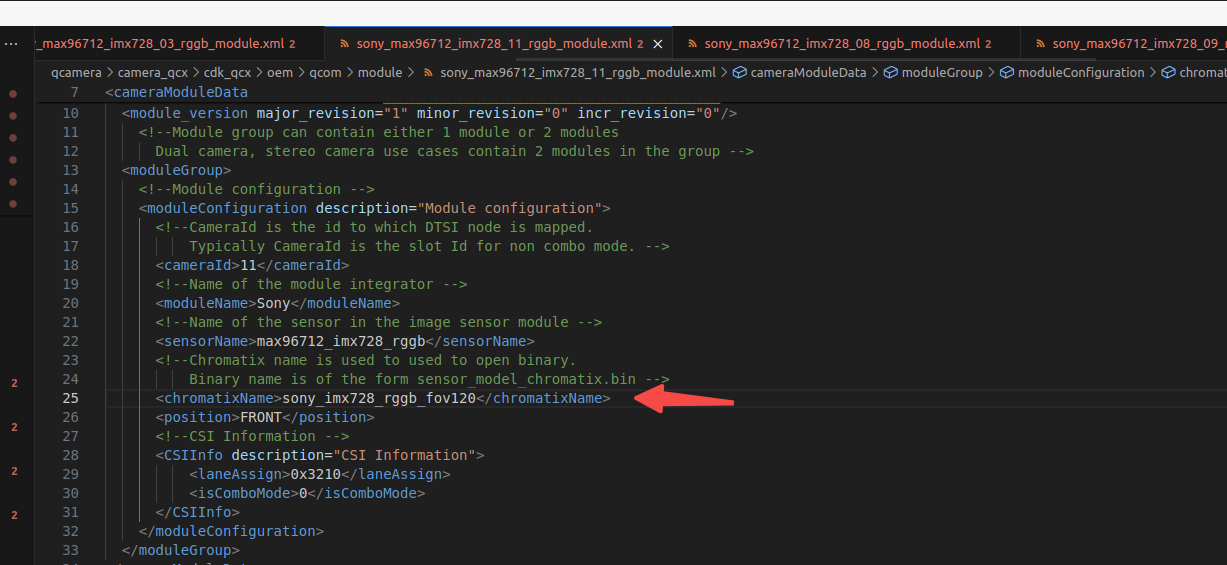 ... _max96712_imx728_03_rggb_module.xml 2 sony_max96712_imx728_11_rggb_module.xml 2 × sony_max96712_imx728_08_rggb_module.xml 2 sony_max96712_imx728_09_
qcamera > camera_qcx > cdk_qcx > oem > qcom > module > sony_max96712_imx728_11_rggb_module.xml > cameraModuleData > moduleGroup > moduleConfiguration > chromat
7 <cameraModuleData
10 <module_version major_revision="1" minor_revision="0" incr_revision="0"/>
11 <!--Module group can contain either 1 module or 2 modules
12 Dual camera, stereo camera use cases contain 2 modules in the group -->
13 <moduleGroup>
14 <!--Module configuration -->
15 <moduleConfiguration description="Module configuration">
16 <!--CameraId is the id to which DTSI node is mapped.
17 Typically CameraId is the slot Id for non combo mode. -->
18 <cameraId>11</cameraId>
19 <!--Name of the module integrator -->
20 <moduleName>Sony</moduleName>
21 <!--Name of the sensor in the image sensor module -->
22 <sensorName>max96712_imx728_rggb</sensorName>
23 <!--Chromatix name is used to used to open binary.
2 24 Binary name is of the form sensor_model_chromatix.bin -->
25 <chromatixName>sony_imx728_rggb_fov120</chromatixName>
26 <position>FRONT</position>
2 27 <!--CSI Information -->
28 <CSIInfo description="CSI Information">
2 29 <laneAssign>0x3210</laneAssign>
30 <isComboMode>0</isComboMode>
2 31 </CSIInfo>
32 </moduleConfiguration>
33 </moduleGroup>